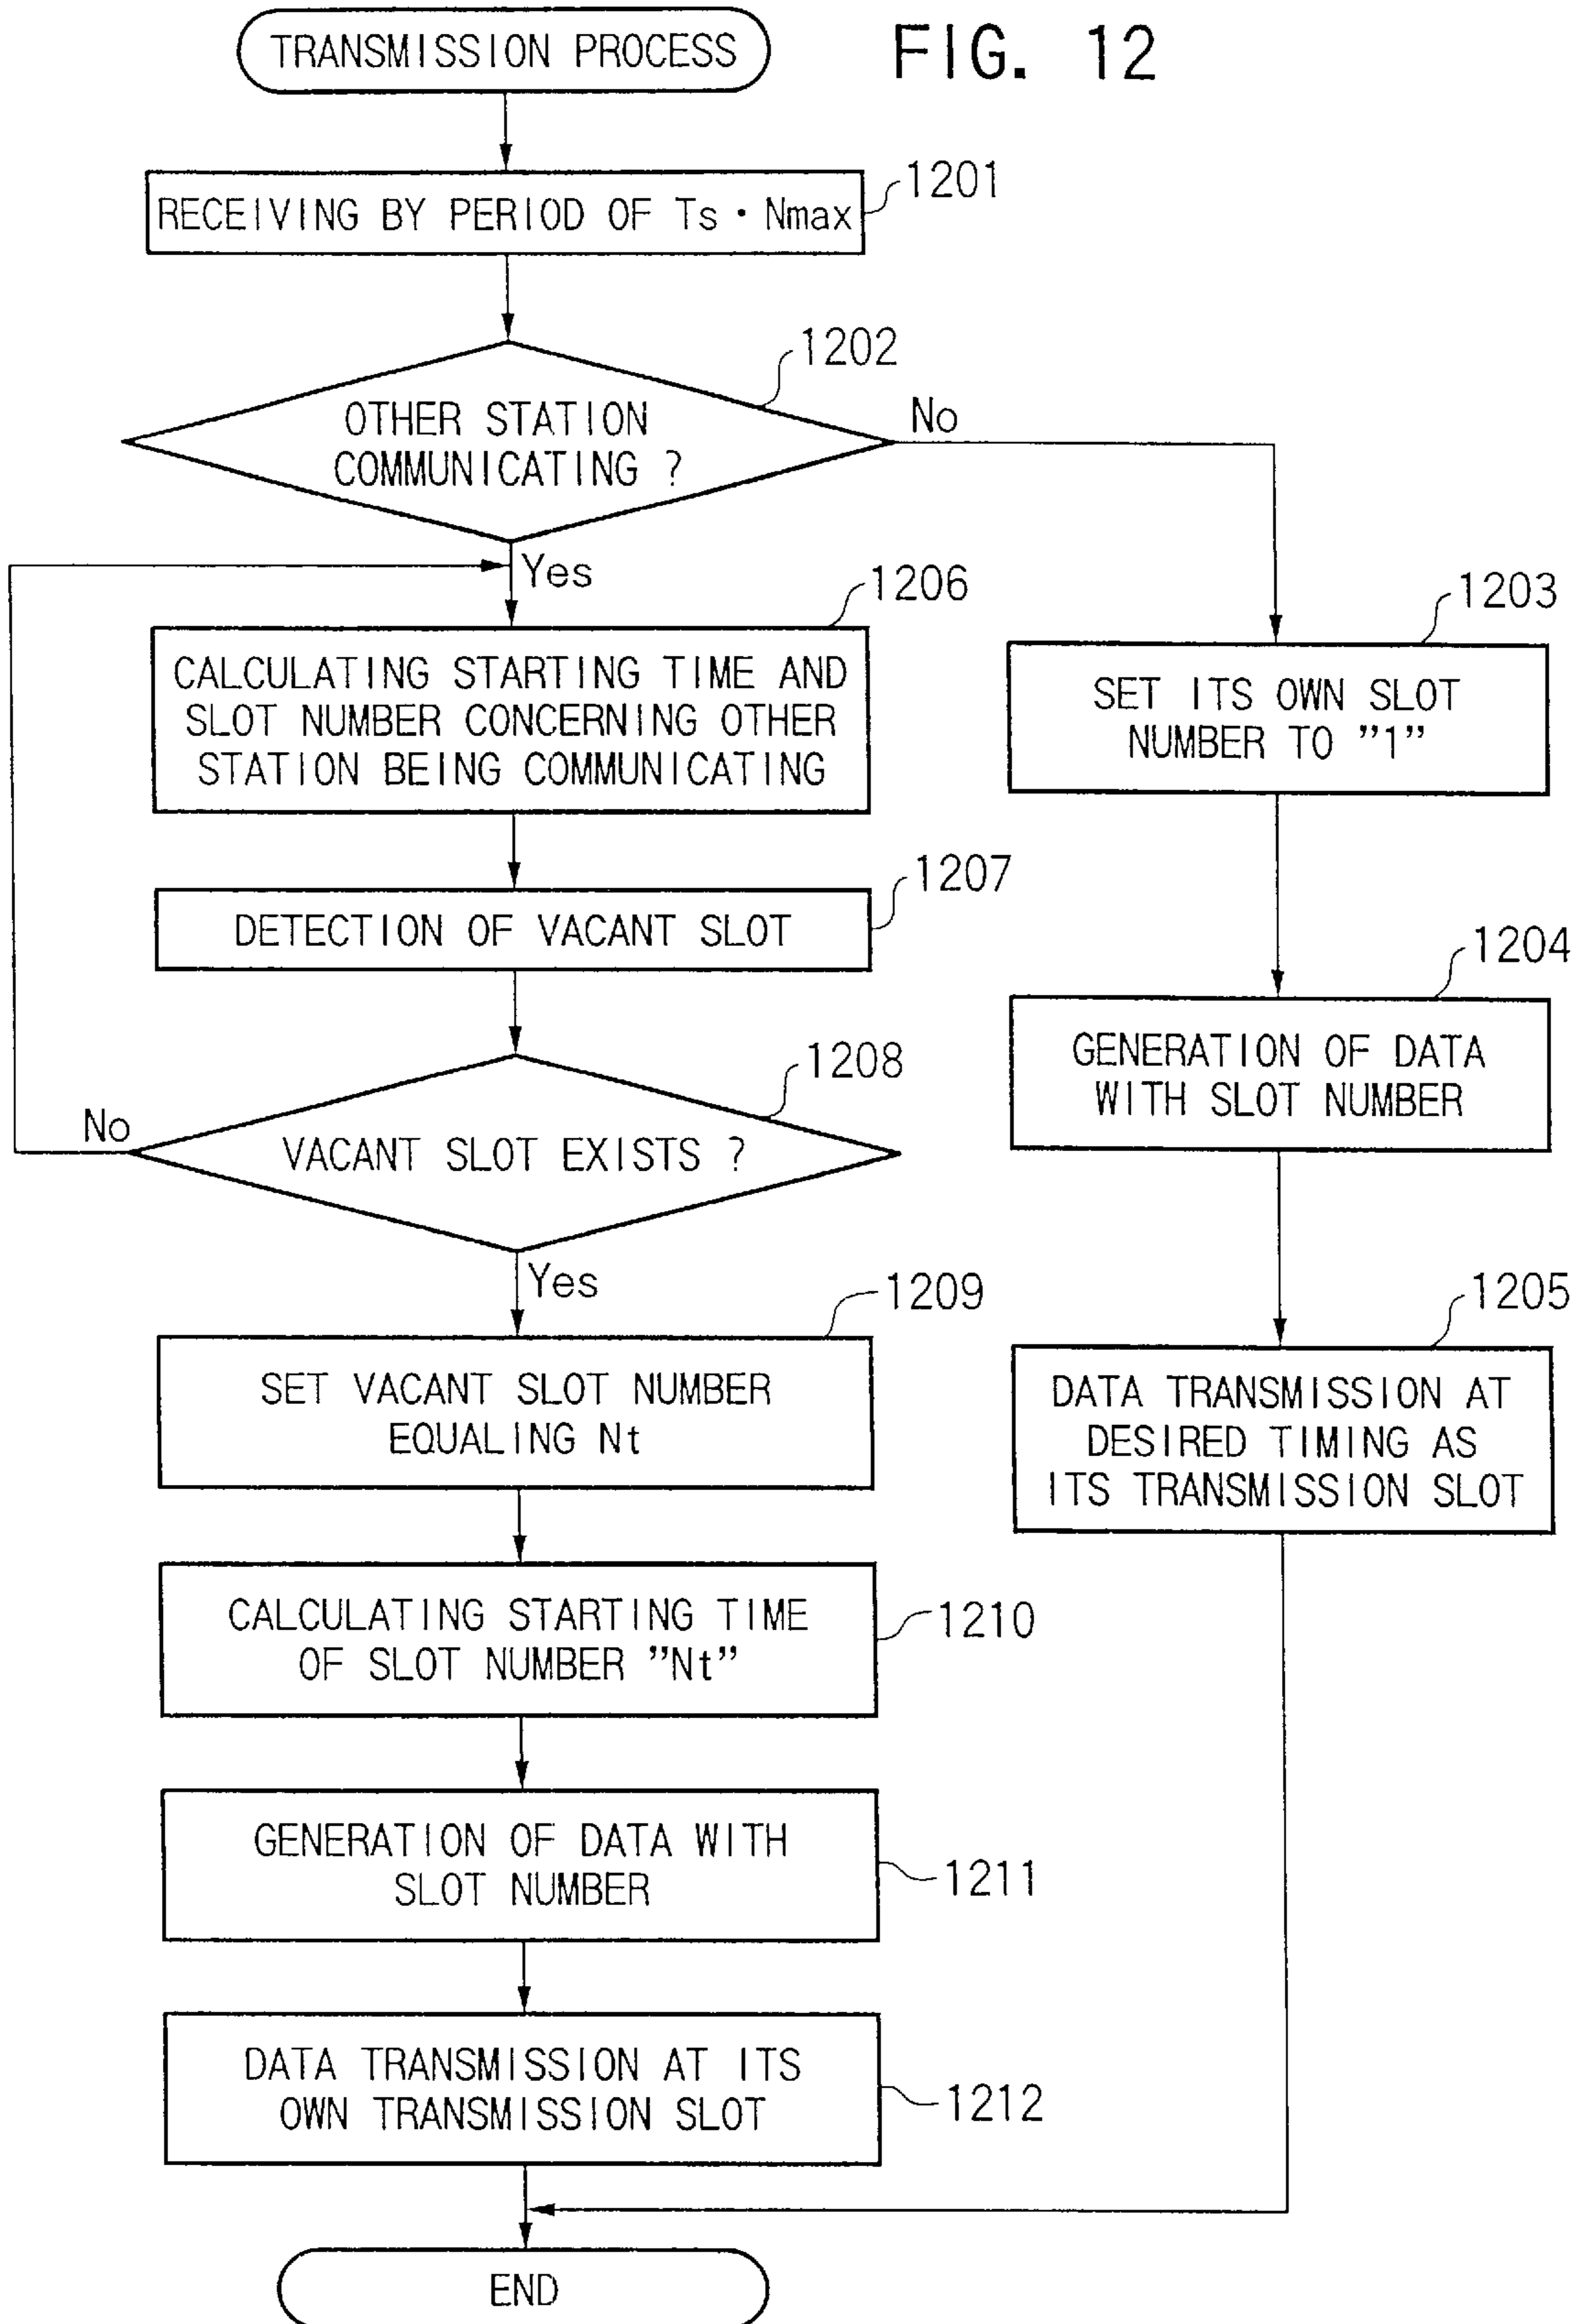 TRANSMISSION PROCESS
FIG. 12
1201
RECEIVING BY PERIOD OF Ts・Nmax
1202
OTHER STATION
COMMUNICATING ?
No
Yes
1206
CALCULATING STARTING TIME AND
SLOT NUMBER CONCERNING OTHER
STATION BEING COMMUNICATING
1207
DETECTION OF VACANT SLOT
1208
VACANT SLOT EXISTS ?
No
Yes
1209
SET VACANT SLOT NUMBER
EQUALING Nt
CALCULATING STARTING TIME
OF SLOT NUMBER ”Nt”
1210
GENERATION OF DATA WITH
SLOT NUMBER
1211
DATA TRANSMISSION AT ITS
OWN TRANSMISSION SLOT
1212
1203
SET ITS OWN SLOT
NUMBER TO ”1”
1204
GENERATION OF DATA
WITH SLOT NUMBER
1205
DATA TRANSMISSION AT
DESIRED TIMING AS
ITS TRANSMISSION SLOT
END